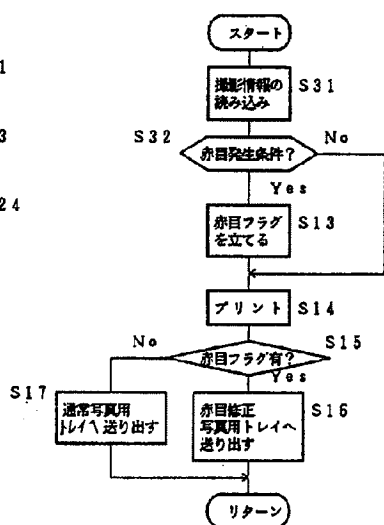 スタート
1
撮影情報の
読み込み
S31
3
S32
赤目発生条件?
No
Yes
24
赤目フラグ
を立てる
S13
プリント
S14
No
赤目フラグ有?
S15
Yes
S17
通常写真用
トレイへ送り出す
赤目修正
写真用トレイへ
送り出す
S16
リターン